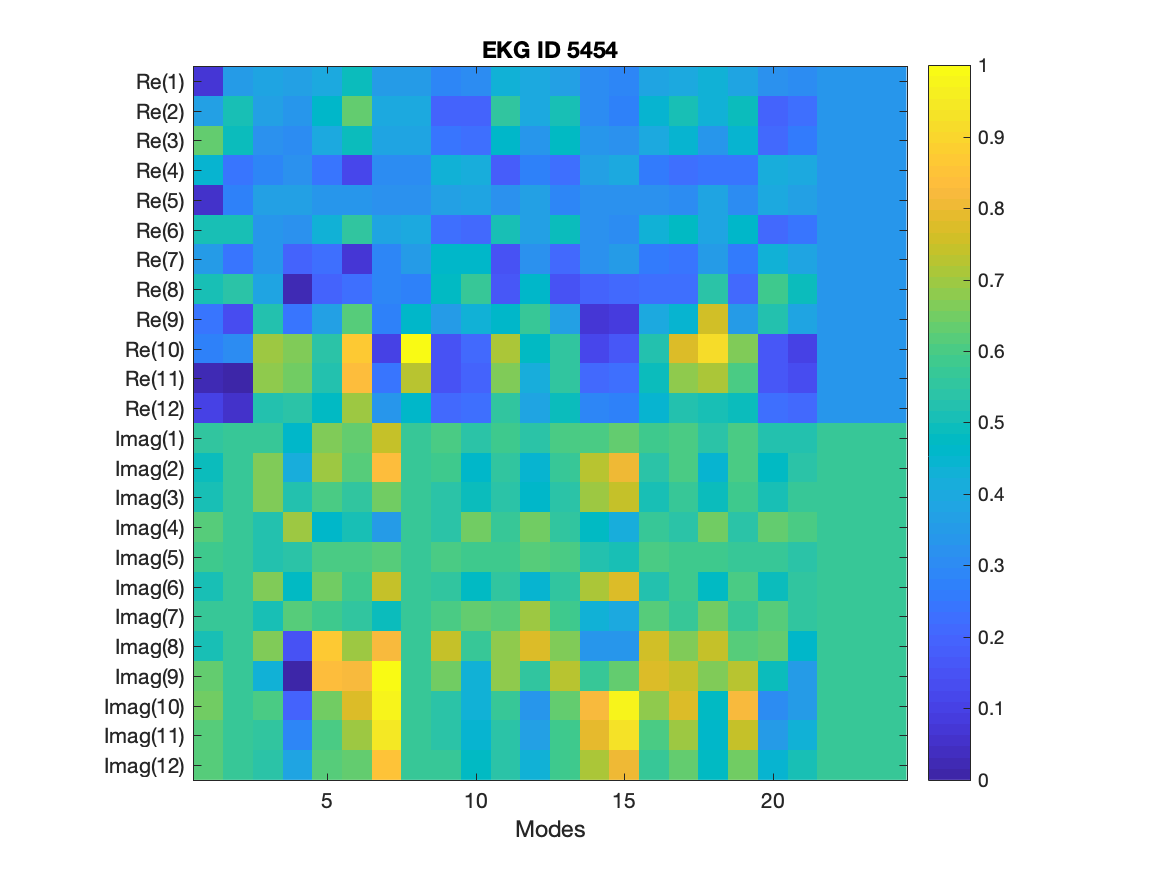 EKG ID 5454
Re(1)
Re(2)
Re(3)
Re(4)
Re(5)
Re(6)
Re(7)
Re(8)
Re(9)
Re(10)
Re(11)
Re(12)
Imag(1)
Imag(2)
Imag(3)
Imag(4)
Imag(5)
Imag(6)
Imag(7)
Imag(8)
Imag(9)
Imag(10)
Imag(11)
Imag(12)
5 10 15 20
Modes
1
0.9
0.8
0.7
0.6
0.5
0.4
0.3
0.2
0.1
0